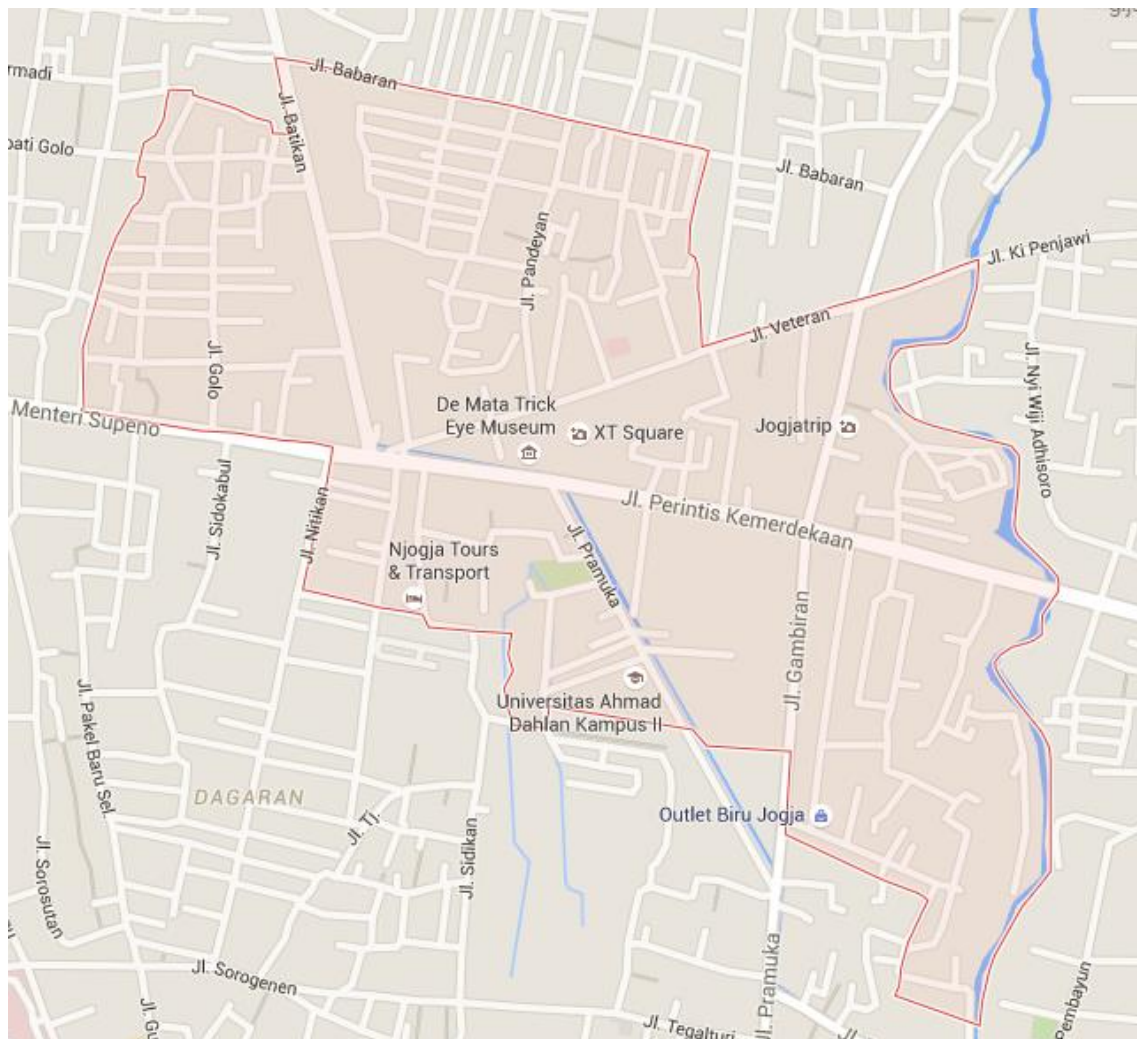 Jl. Babaran
Jl. Batikan
Jl. Babaran
Jl. Pandeyan
Jl. Ki Penjawi
Jl. Veteran
Jl. Golo
Jl. Nyi Wiji Adhisoro
Menteri Supeno
De Mata Trick
Eye Museum
XT Square
Jogjatrip
Jl. Sidokabul
Jl. Nitikan
Jl. Perintis Kemerdekaan
Njogja Tours
& Transport
Jl. Pramuka
Jl. Gambiran
Universitas Ahmad
Dahlan Kampus II
Jl. Pakel Baru Sel.
DAGARAN
Jl. Tj.
Outlet Biru Jogja
Jl. Sidikan
Jl. Sorosutan
Jl. Sorogenen
Jl. Pramuka
Pembayun
Jl. Tegalturi